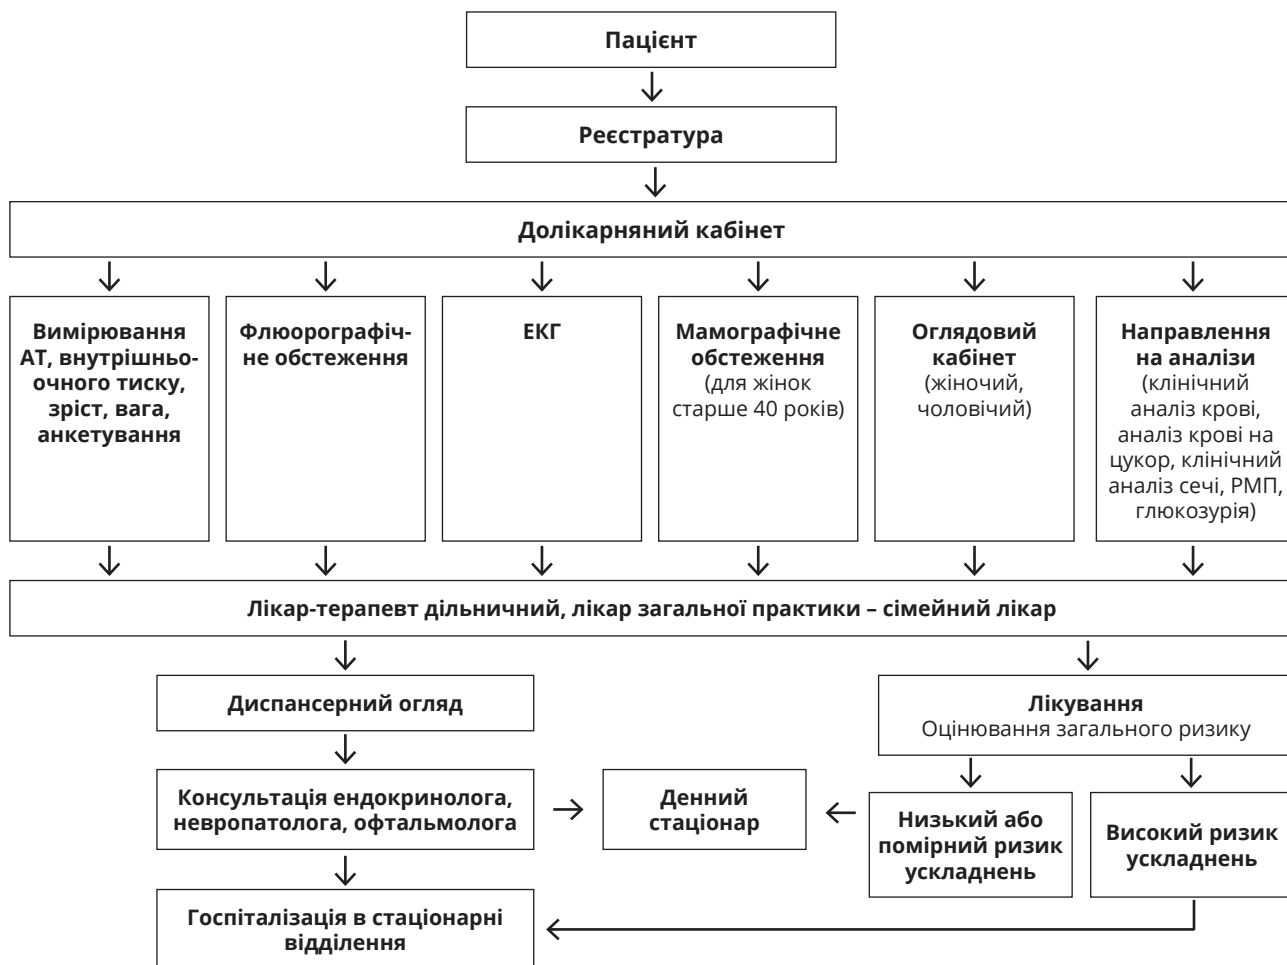 Пацієнт
Реєстратура
Долікарняний кабінет
Вимірювання
АТ, внутрішньо-
очного тиску,
зріст, вага,
анкетування
Флюорографіч-
не обстеження
ЕКГ
Мамографічне
обстеження
(для жінок
старше 40 років)
Оглядовий
кабінет
(жіночий,
чоловічий)
Направлення
на аналізи
(клінічний
аналіз крові,
аналіз крові на
цукор, клінічний
аналіз сечі, РМП,
глюкозурія)
Лікар-терапевт дільничний, лікар загальної практики – сімейний лікар
Диспансерний огляд
Лікування
Оцінювання загального ризику
Консультація ендокринолога,
невропатолога, офтальмолога
Денний
стаціонар
Низький або
помірний ризик
ускладнень
Високий ризик
ускладнень
Госпіталізація в стаціонарні
відділення